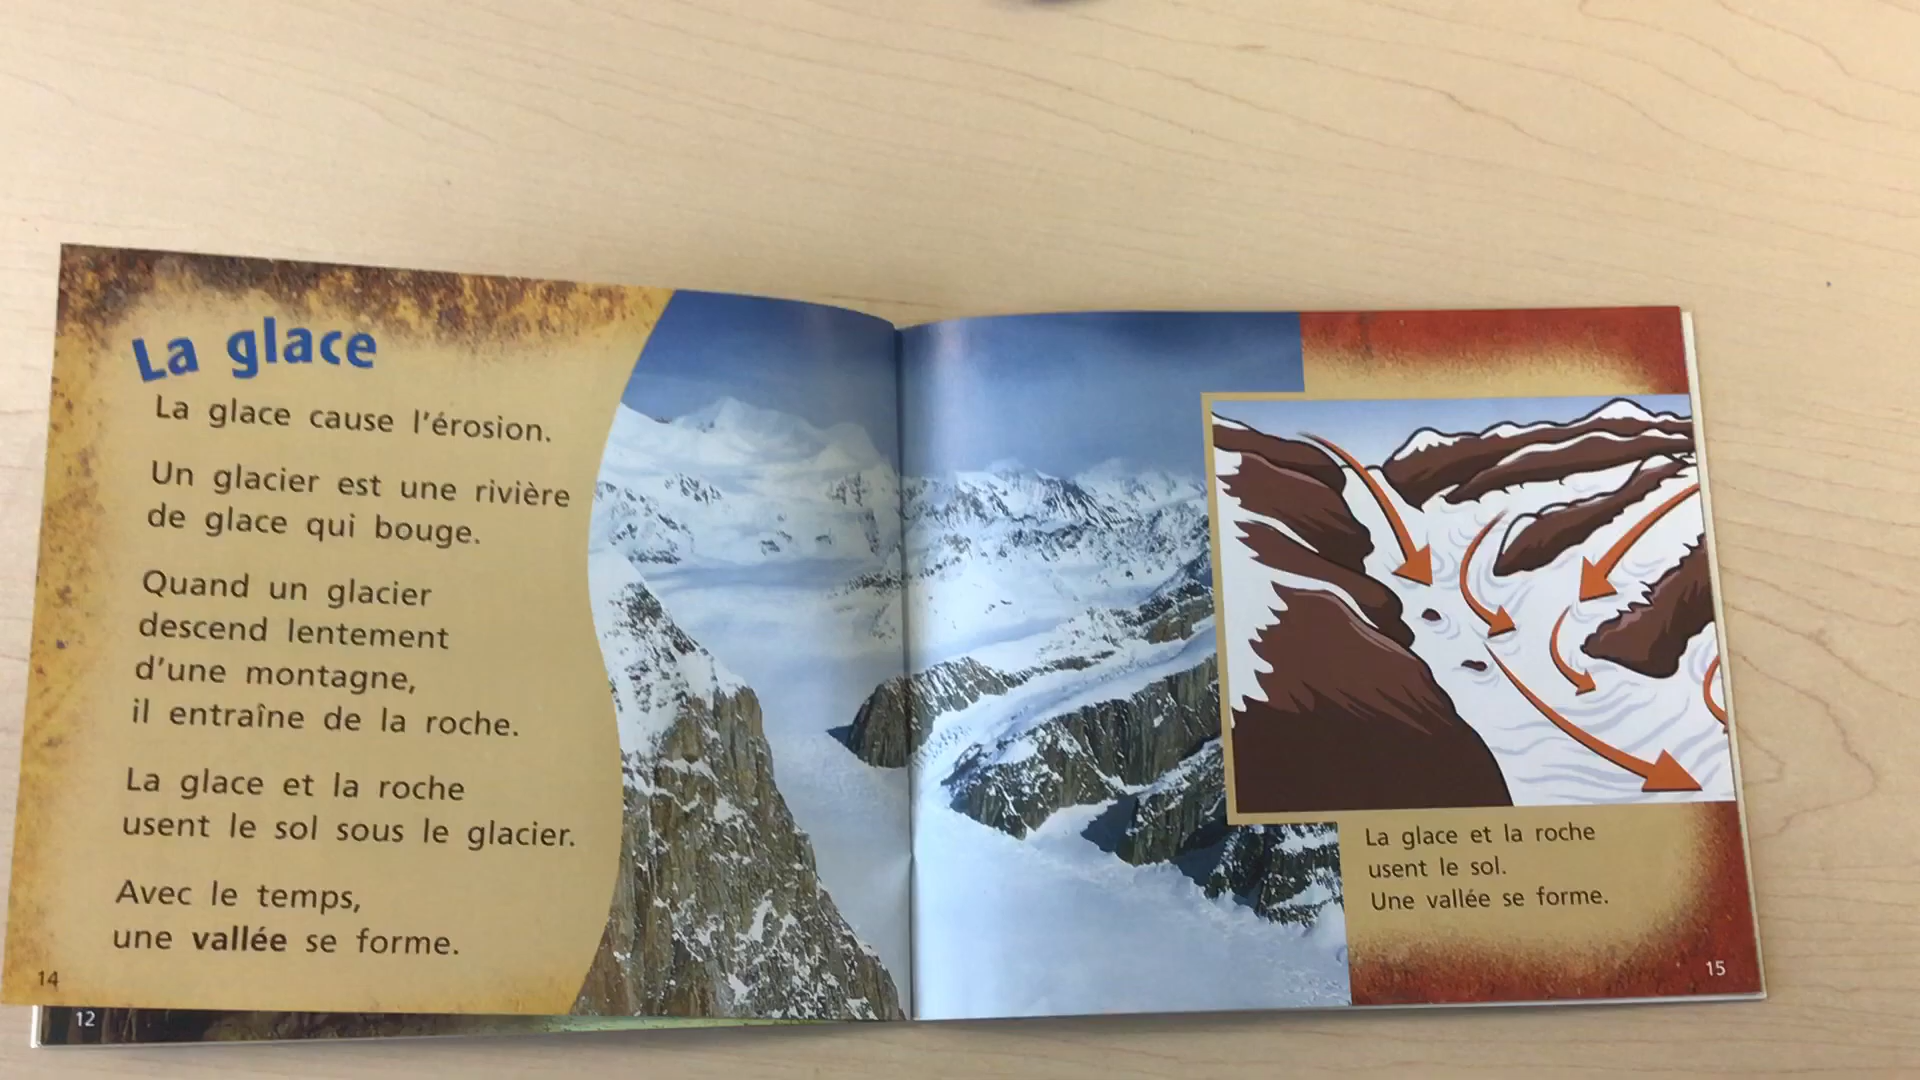 La glace
La glace cause l'érosion.
Un glacier est une rivière
de glace qui bouge.
Quand un glacier
descend lentement
d'une montagne,
il entraîne de la roche.
La glace et la roche
usent le sol sous le glacier.
Avec le temps,
une vallée se forme.
14
12
La glace et la roche
usent le sol.
Une vallée se forme.
15